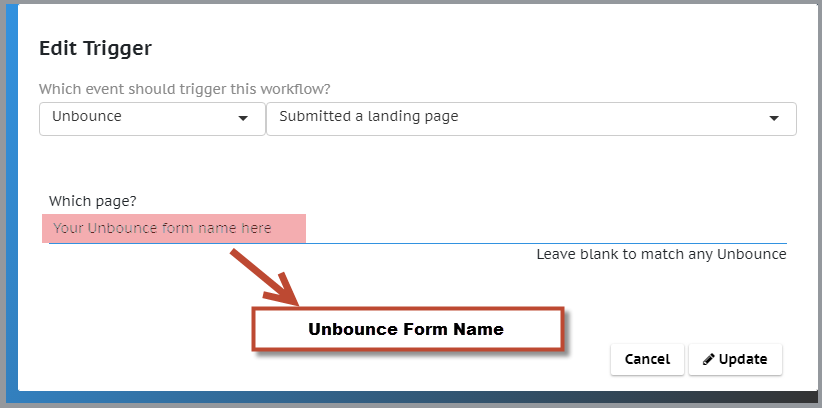 Edit Trigger
Which event should trigger this workflow?
Unbounce Submitted a landing page
Which page?
Your Unbounce form name here
Leave blank to match any Unbounce
Unbounce Form Name
Cancel Update